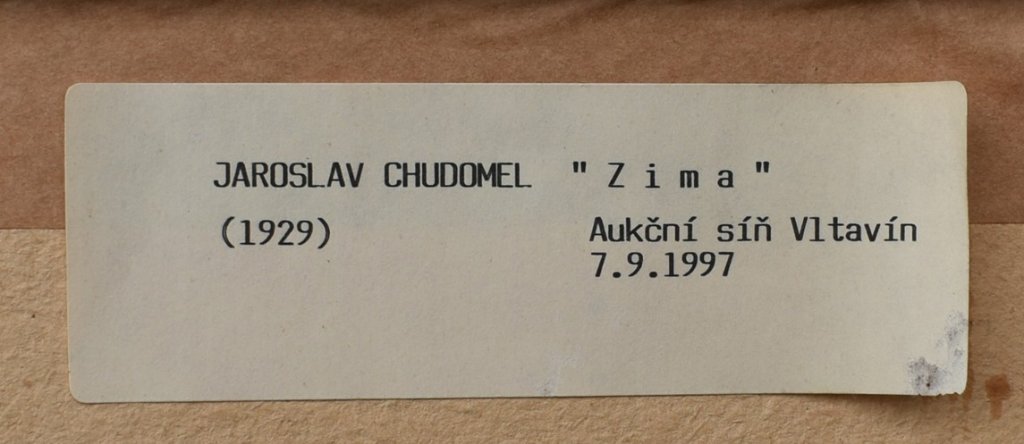 JAROSLAV CHUDOMEL " Z i m a "
(1929) Aukční síň Vltavín
7.9.1997